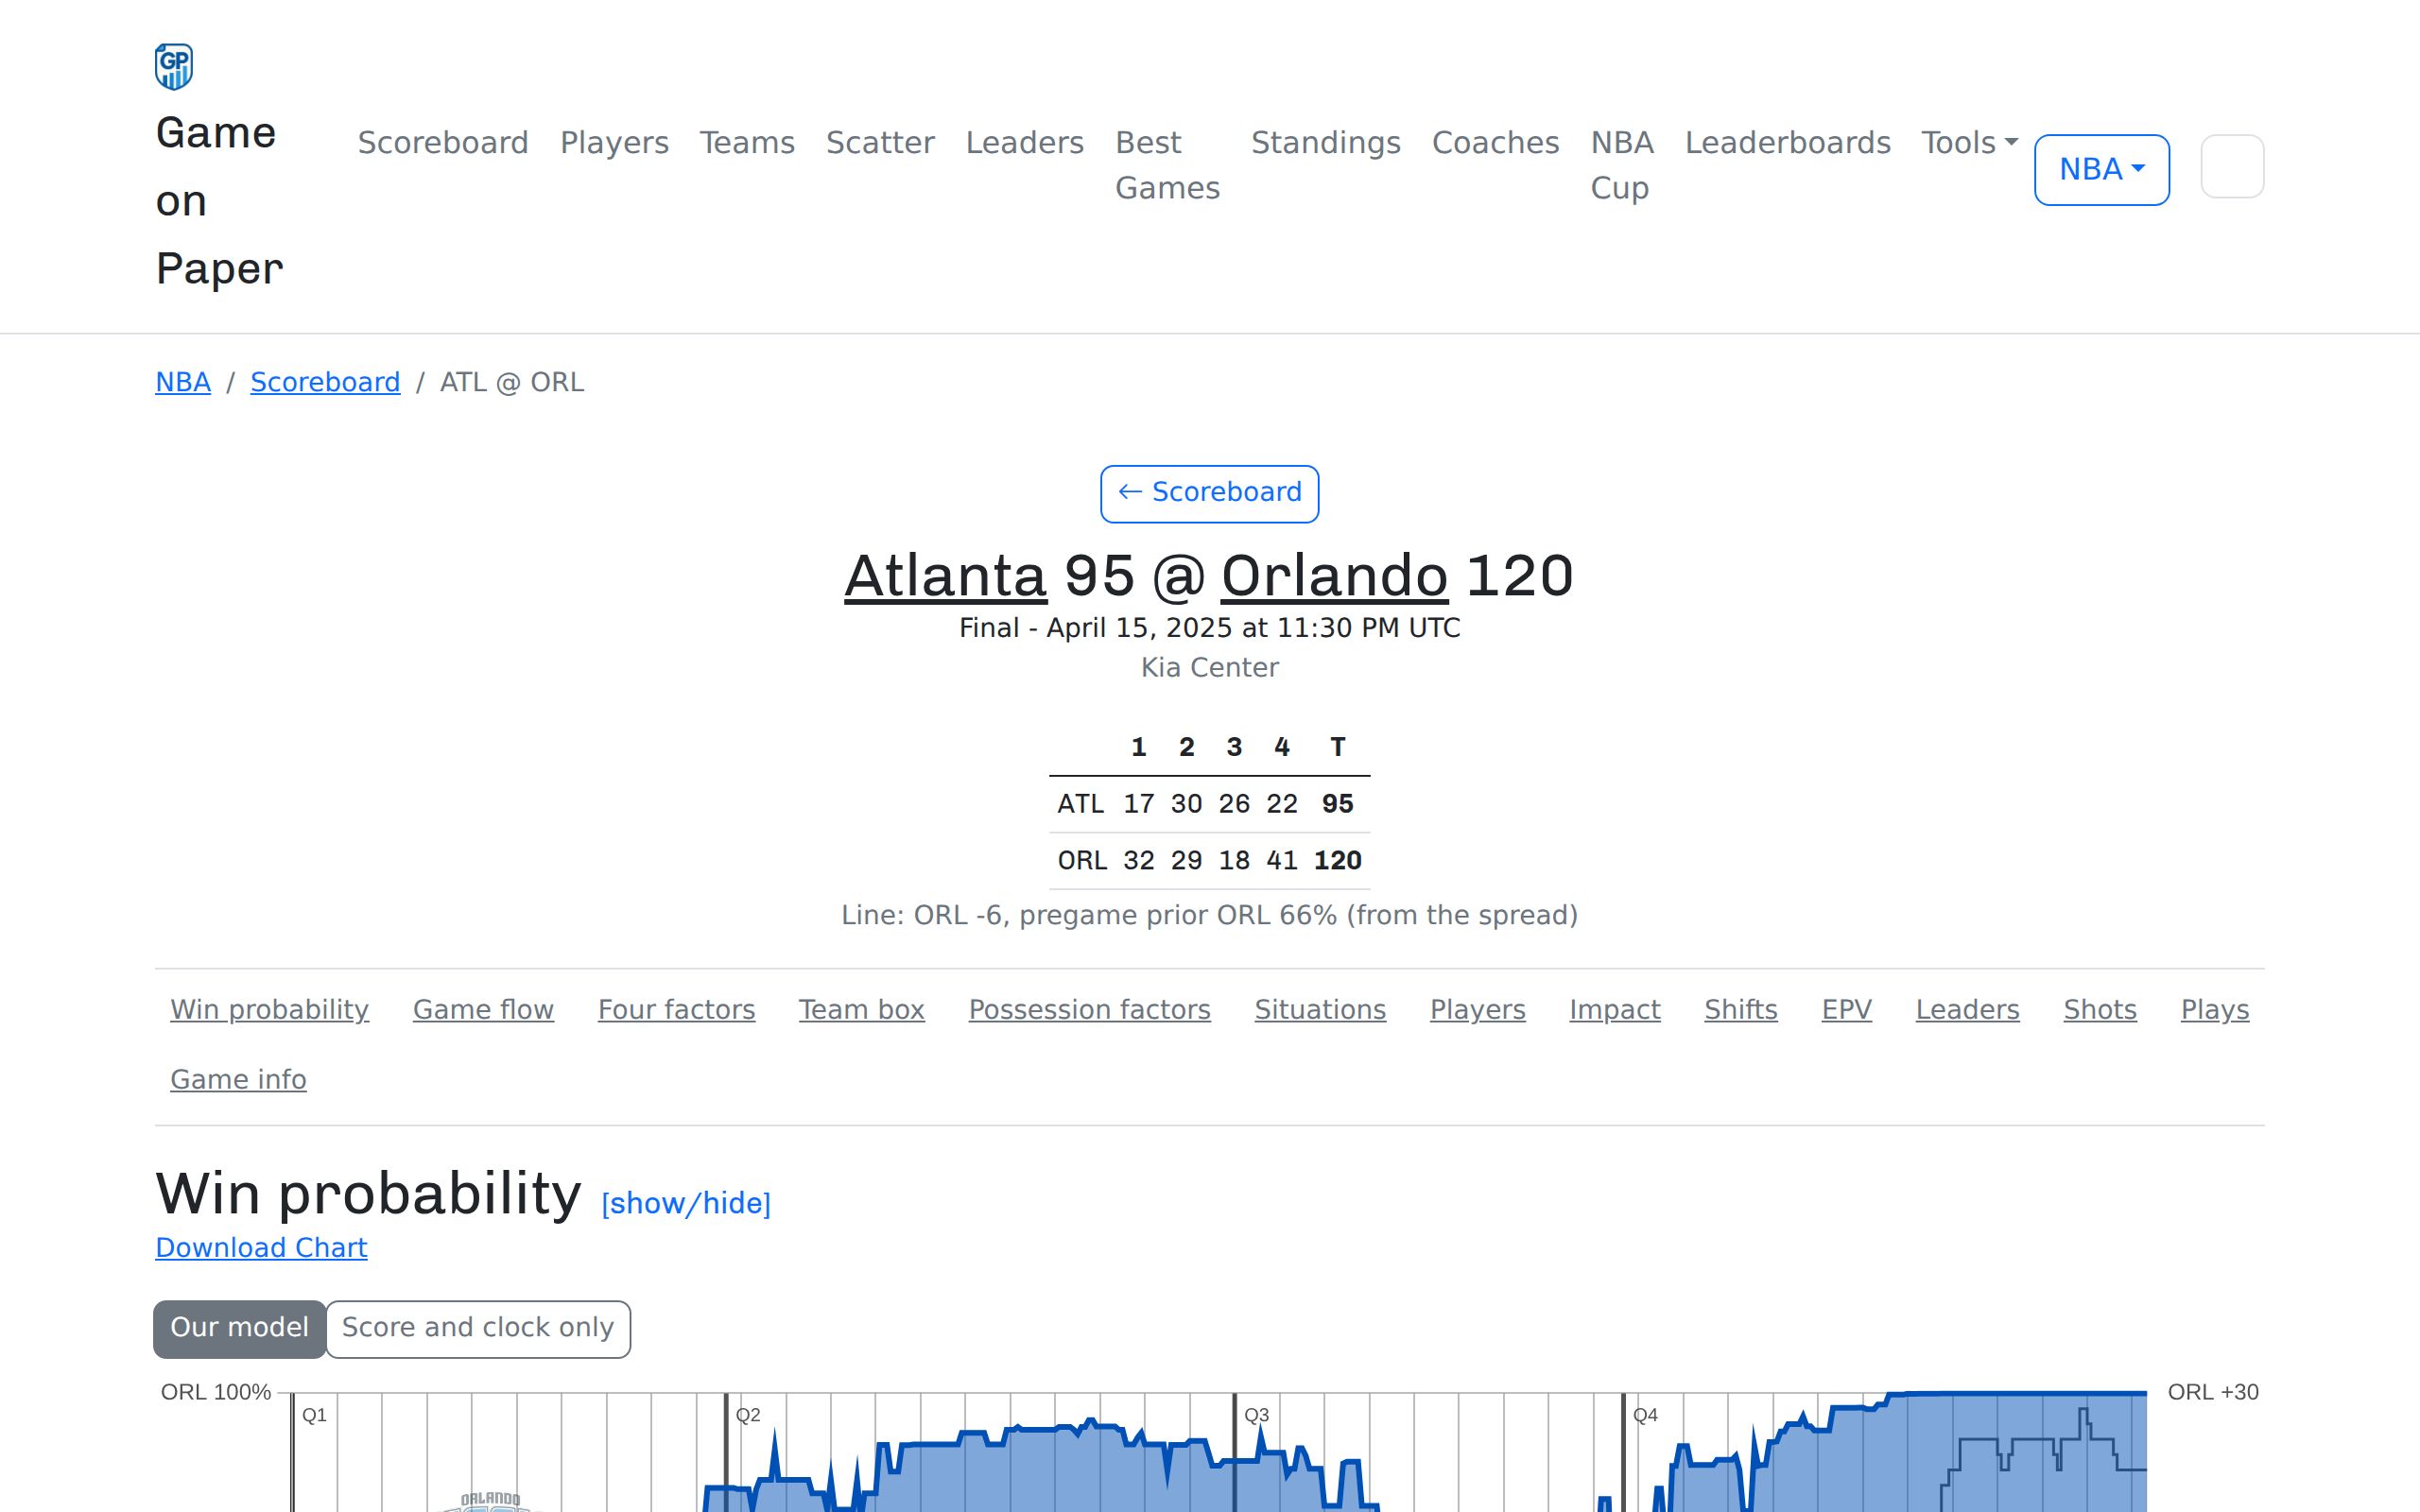 GP
Game
on
Paper
Scoreboard Players Teams Scatter Leaders Best Games Standings Coaches NBA Cup Leaderboards Tools
NBA
NBA / Scoreboard / ATL @ ORL
← Scoreboard
Atlanta 95 @ Orlando 120
Final - April 15, 2025 at 11:30 PM UTC
Kia Center
1 2 3 4 T
ATL 17 30 26 22 95
ORL 32 29 18 41 120
Line: ORL -6, pregame prior ORL 66% (from the spread)
Win probability Game flow Four factors Team box Possession factors Situations Players Impact Shifts EPV Leaders Shots Plays
Game info
Win probability [show/hide]
Download Chart
Our model Score and clock only
ORL 100% ORL +30
Q1 Q2 Q3 Q4
ORLANDO